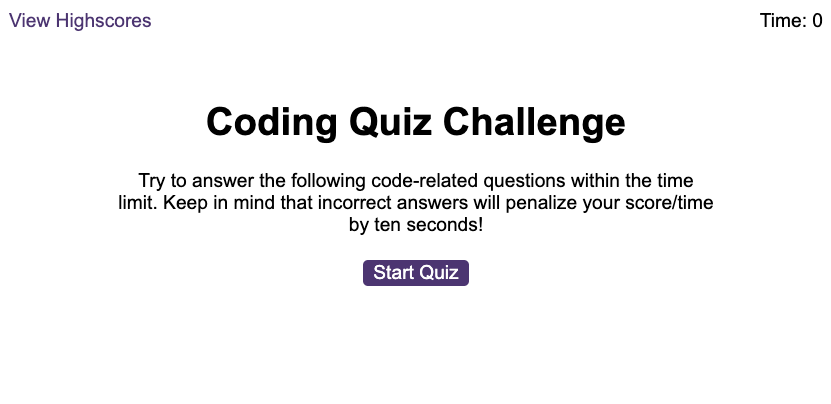 View Highscores
Time: 0
Coding Quiz Challenge
Try to answer the following code-related questions within the time
limit. Keep in mind that incorrect answers will penalize your score/time
by ten seconds!
Start Quiz